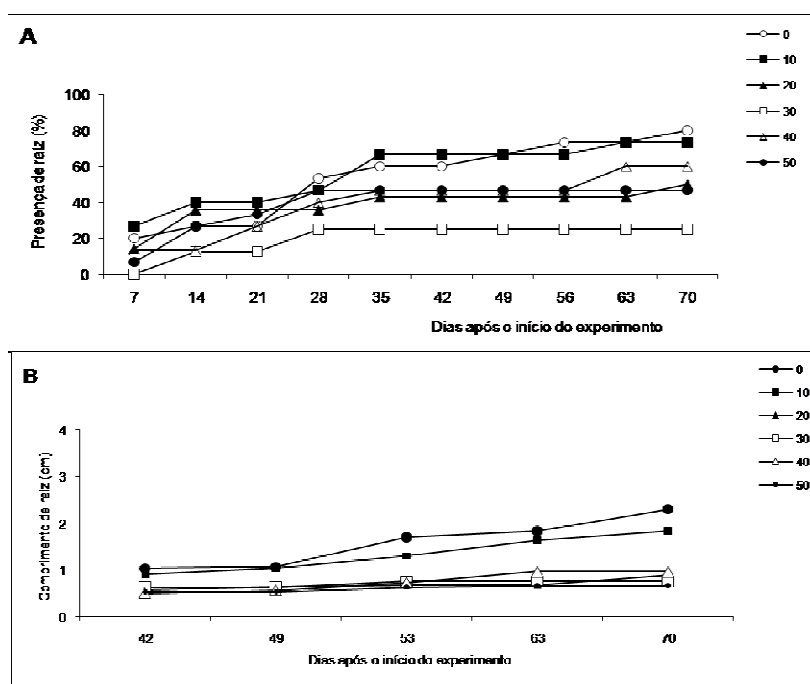 A
0
10
20
30
40
50
Presença de raiz (%)
100
80
60
40
20
0
7 14 21 28 35 42 49 56 63 70
Dias após o início do experimento
B
0
10
20
30
40
50
Comprimento de raiz (cm)
4
3
2
1
0
42 49 53 63 70
Dias após o início do experimento